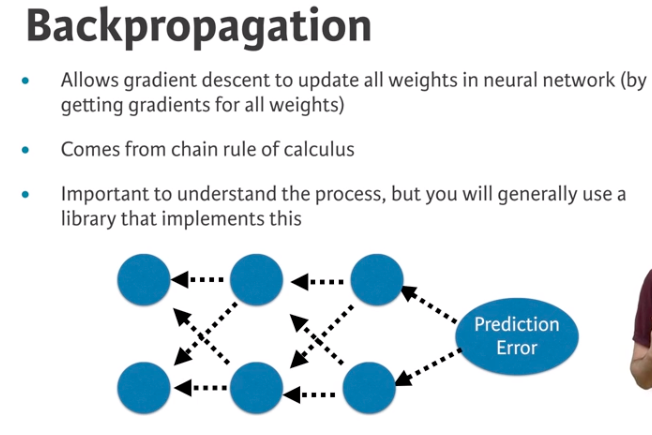 Backpropagation
• Allows gradient descent to update all weights in neural network (by
getting gradients for all weights)
• Comes from chain rule of calculus
• Important to understand the process, but you will generally use a
library that implements this
Prediction
Error